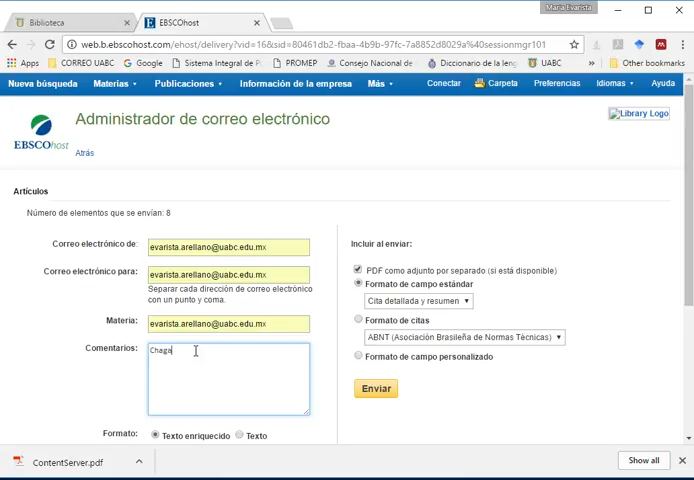 Maria Evarista
Biblioteca
EBSCOhost
web.b.ebscohost.com/ehost/delivery?vid=16&sid=80461db2-fbaa-4b9b-97fc-7a8852d8029a%40sessionmgr101
Apps CORREO UABC Google Sistema Integral de PROMEP Consejo Nacional de Diccionario de la leng UABC » Other bookmarks
Nueva búsqueda Materias Publicaciones Información de la empresa Más Conectar Carpeta Preferencias Idiomas Ayuda
EBSCOhost
Administrador de correo electrónico
Library Logo
Atrás
Artículos
Número de elementos que se envían: 8
Correo electrónico de: evarista.arellano@uabc.edu.mx
Correo electrónico para: evarista.arellano@uabc.edu.mx
Separar cada dirección de correo electrónico
con un punto y coma.
Materia: evarista.arellano@uabc.edu.mx
Comentarios: Chaga
Formato: Texto enriquecido Texto
Incluir al enviar:
PDF como adjunto por separado (si está disponible)
Formato de campo estándar
Cita detallada y resumen
Formato de citas
ABNT (Asociación Brasileña de Normas Técnicas)
Formato de campo personalizado
Enviar
ContentServer.pdf
Show all